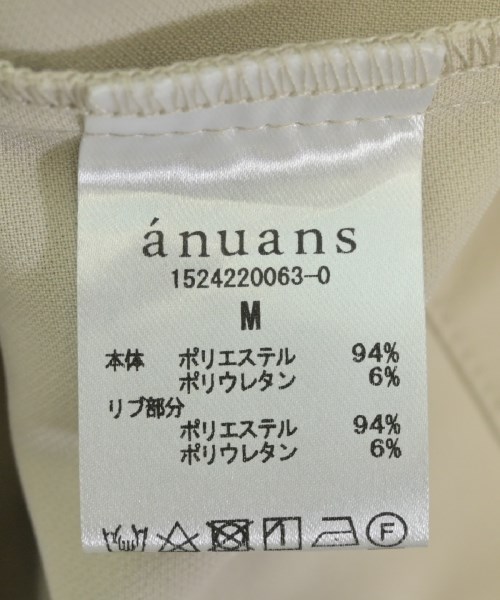 ánuans
1524220063-0
M
本体 ポリエステル 94%
ポリウレタン 6%
リブ部分
ポリエステル 94%
ポリウレタン 6%
F